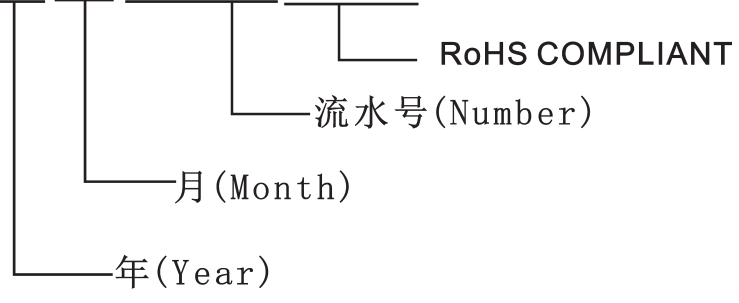 RoHS COMPLIANT
流水号(Number)
月(Month)
年(Year)